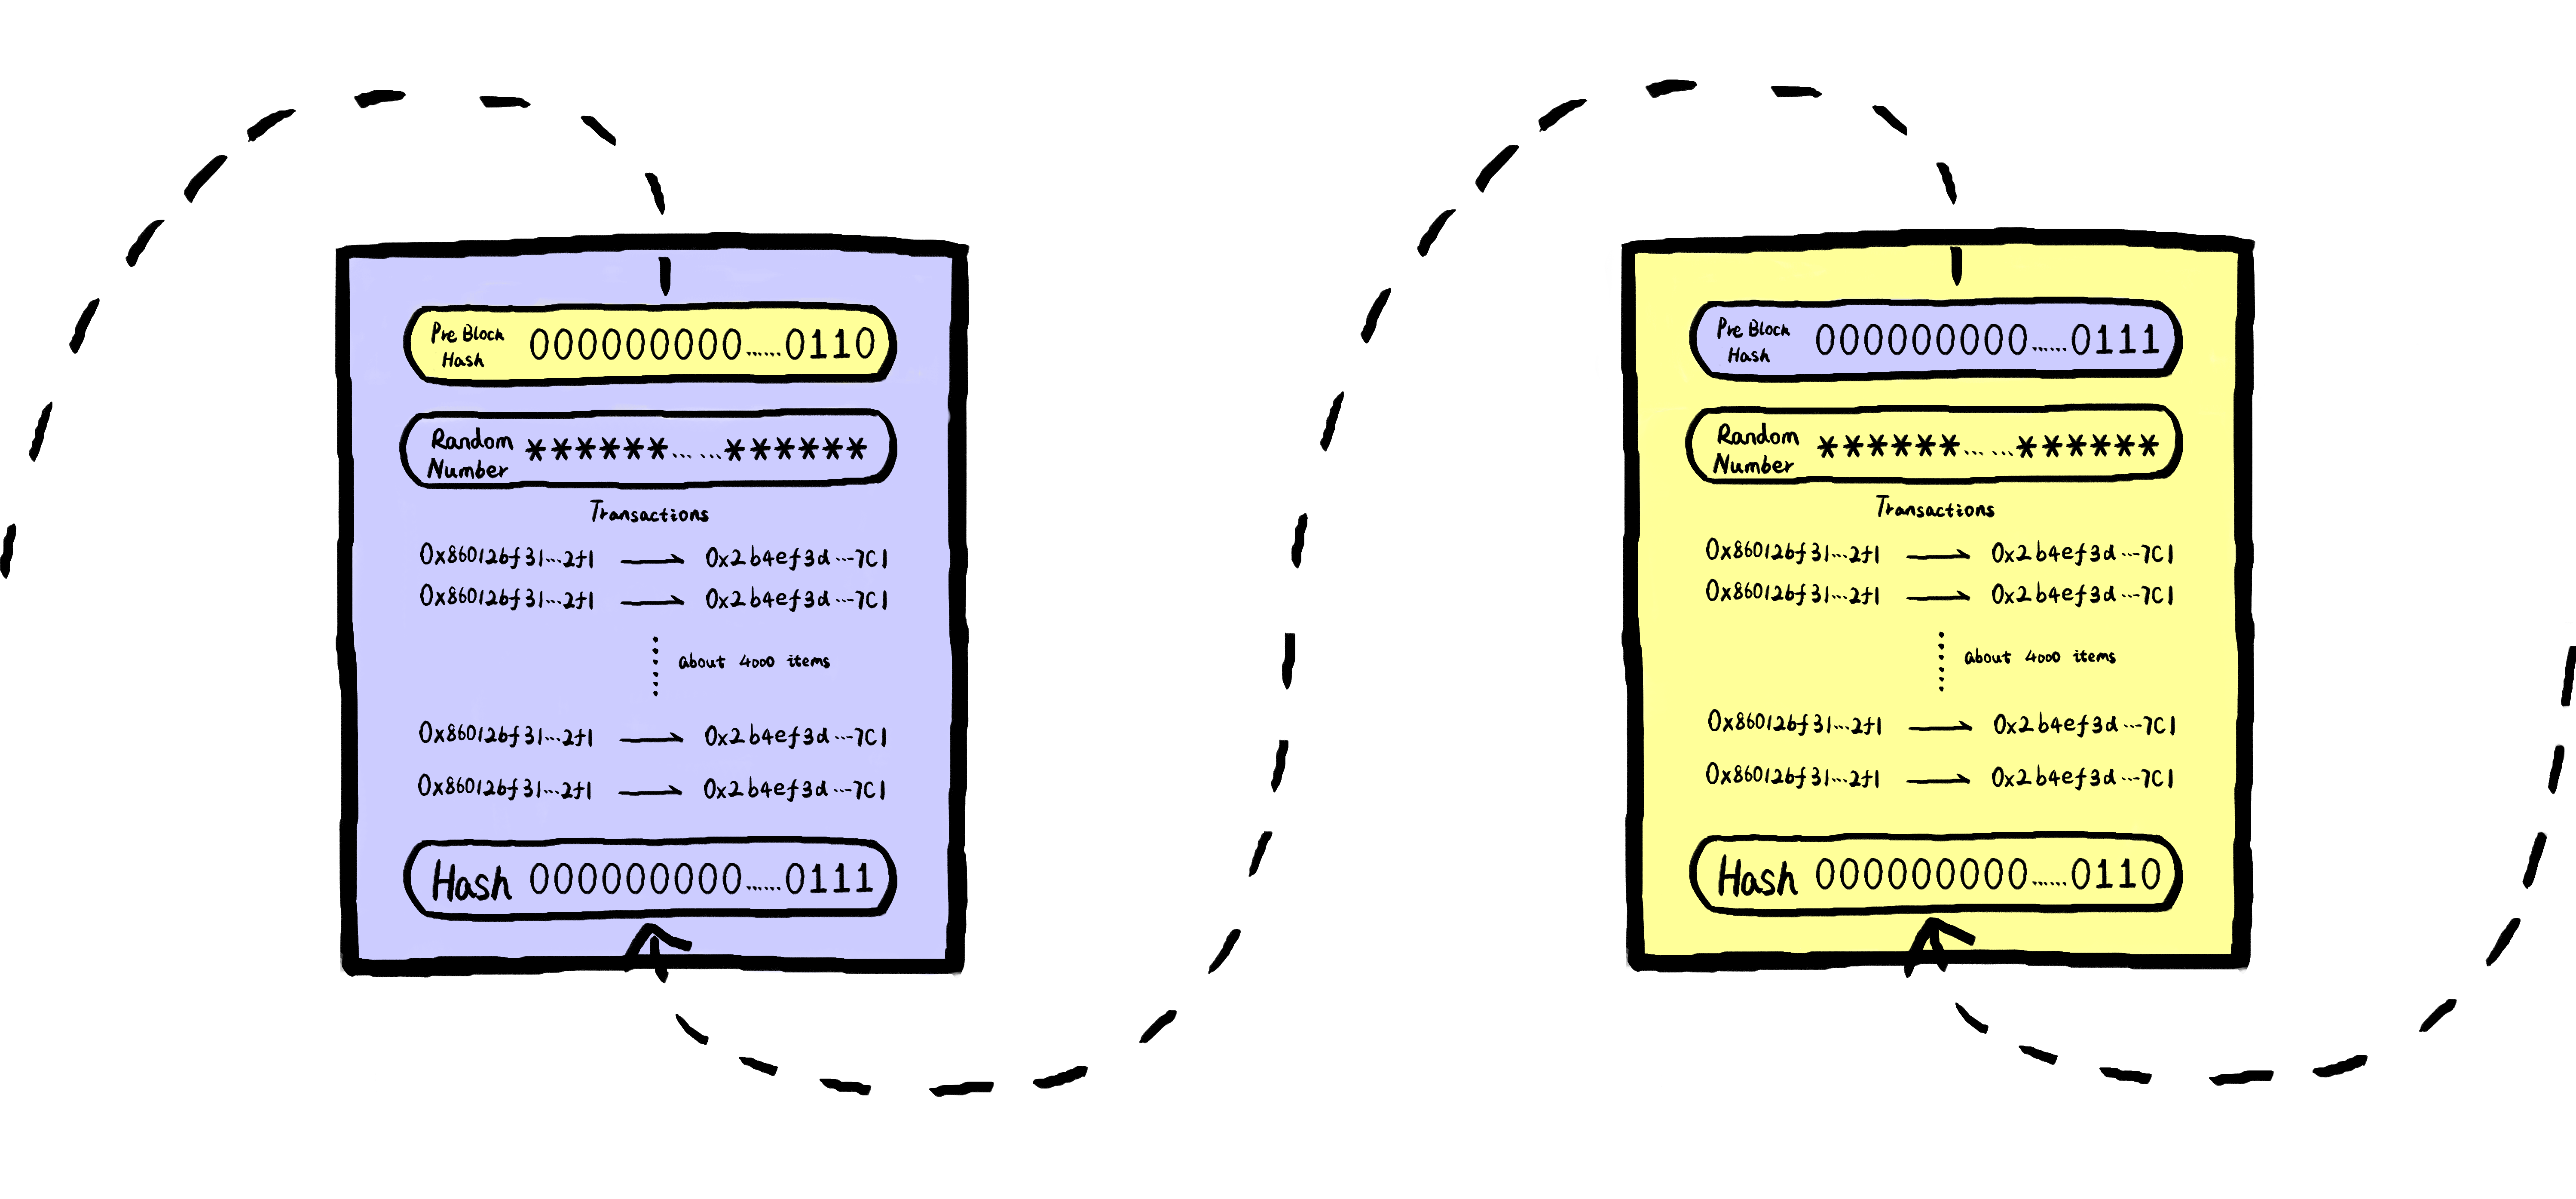 Pre Block
Hash
000000000......0110
Random
Number
******... ...******
Transactions
0x86012bf31...2f1 → 0x2b4ef3d...7C1
0x86012bf31...2f1 → 0x2b4ef3d...7C1
about 4000 items
0x86012bf31...2f1 → 0x2b4ef3d...7C1
0x86012bf31...2f1 → 0x2b4ef3d...7C1
Hash 000000000......0111
Pre Block
Hash
000000000......0111
Random
Number
******... ...******
Transactions
0x86012bf31...2f1 → 0x2b4ef3d...7C1
0x86012bf31...2f1 → 0x2b4ef3d...7C1
about 4000 items
0x86012bf31...2f1 → 0x2b4ef3d...7C1
0x86012bf31...2f1 → 0x2b4ef3d...7C1
Hash 000000000......0110